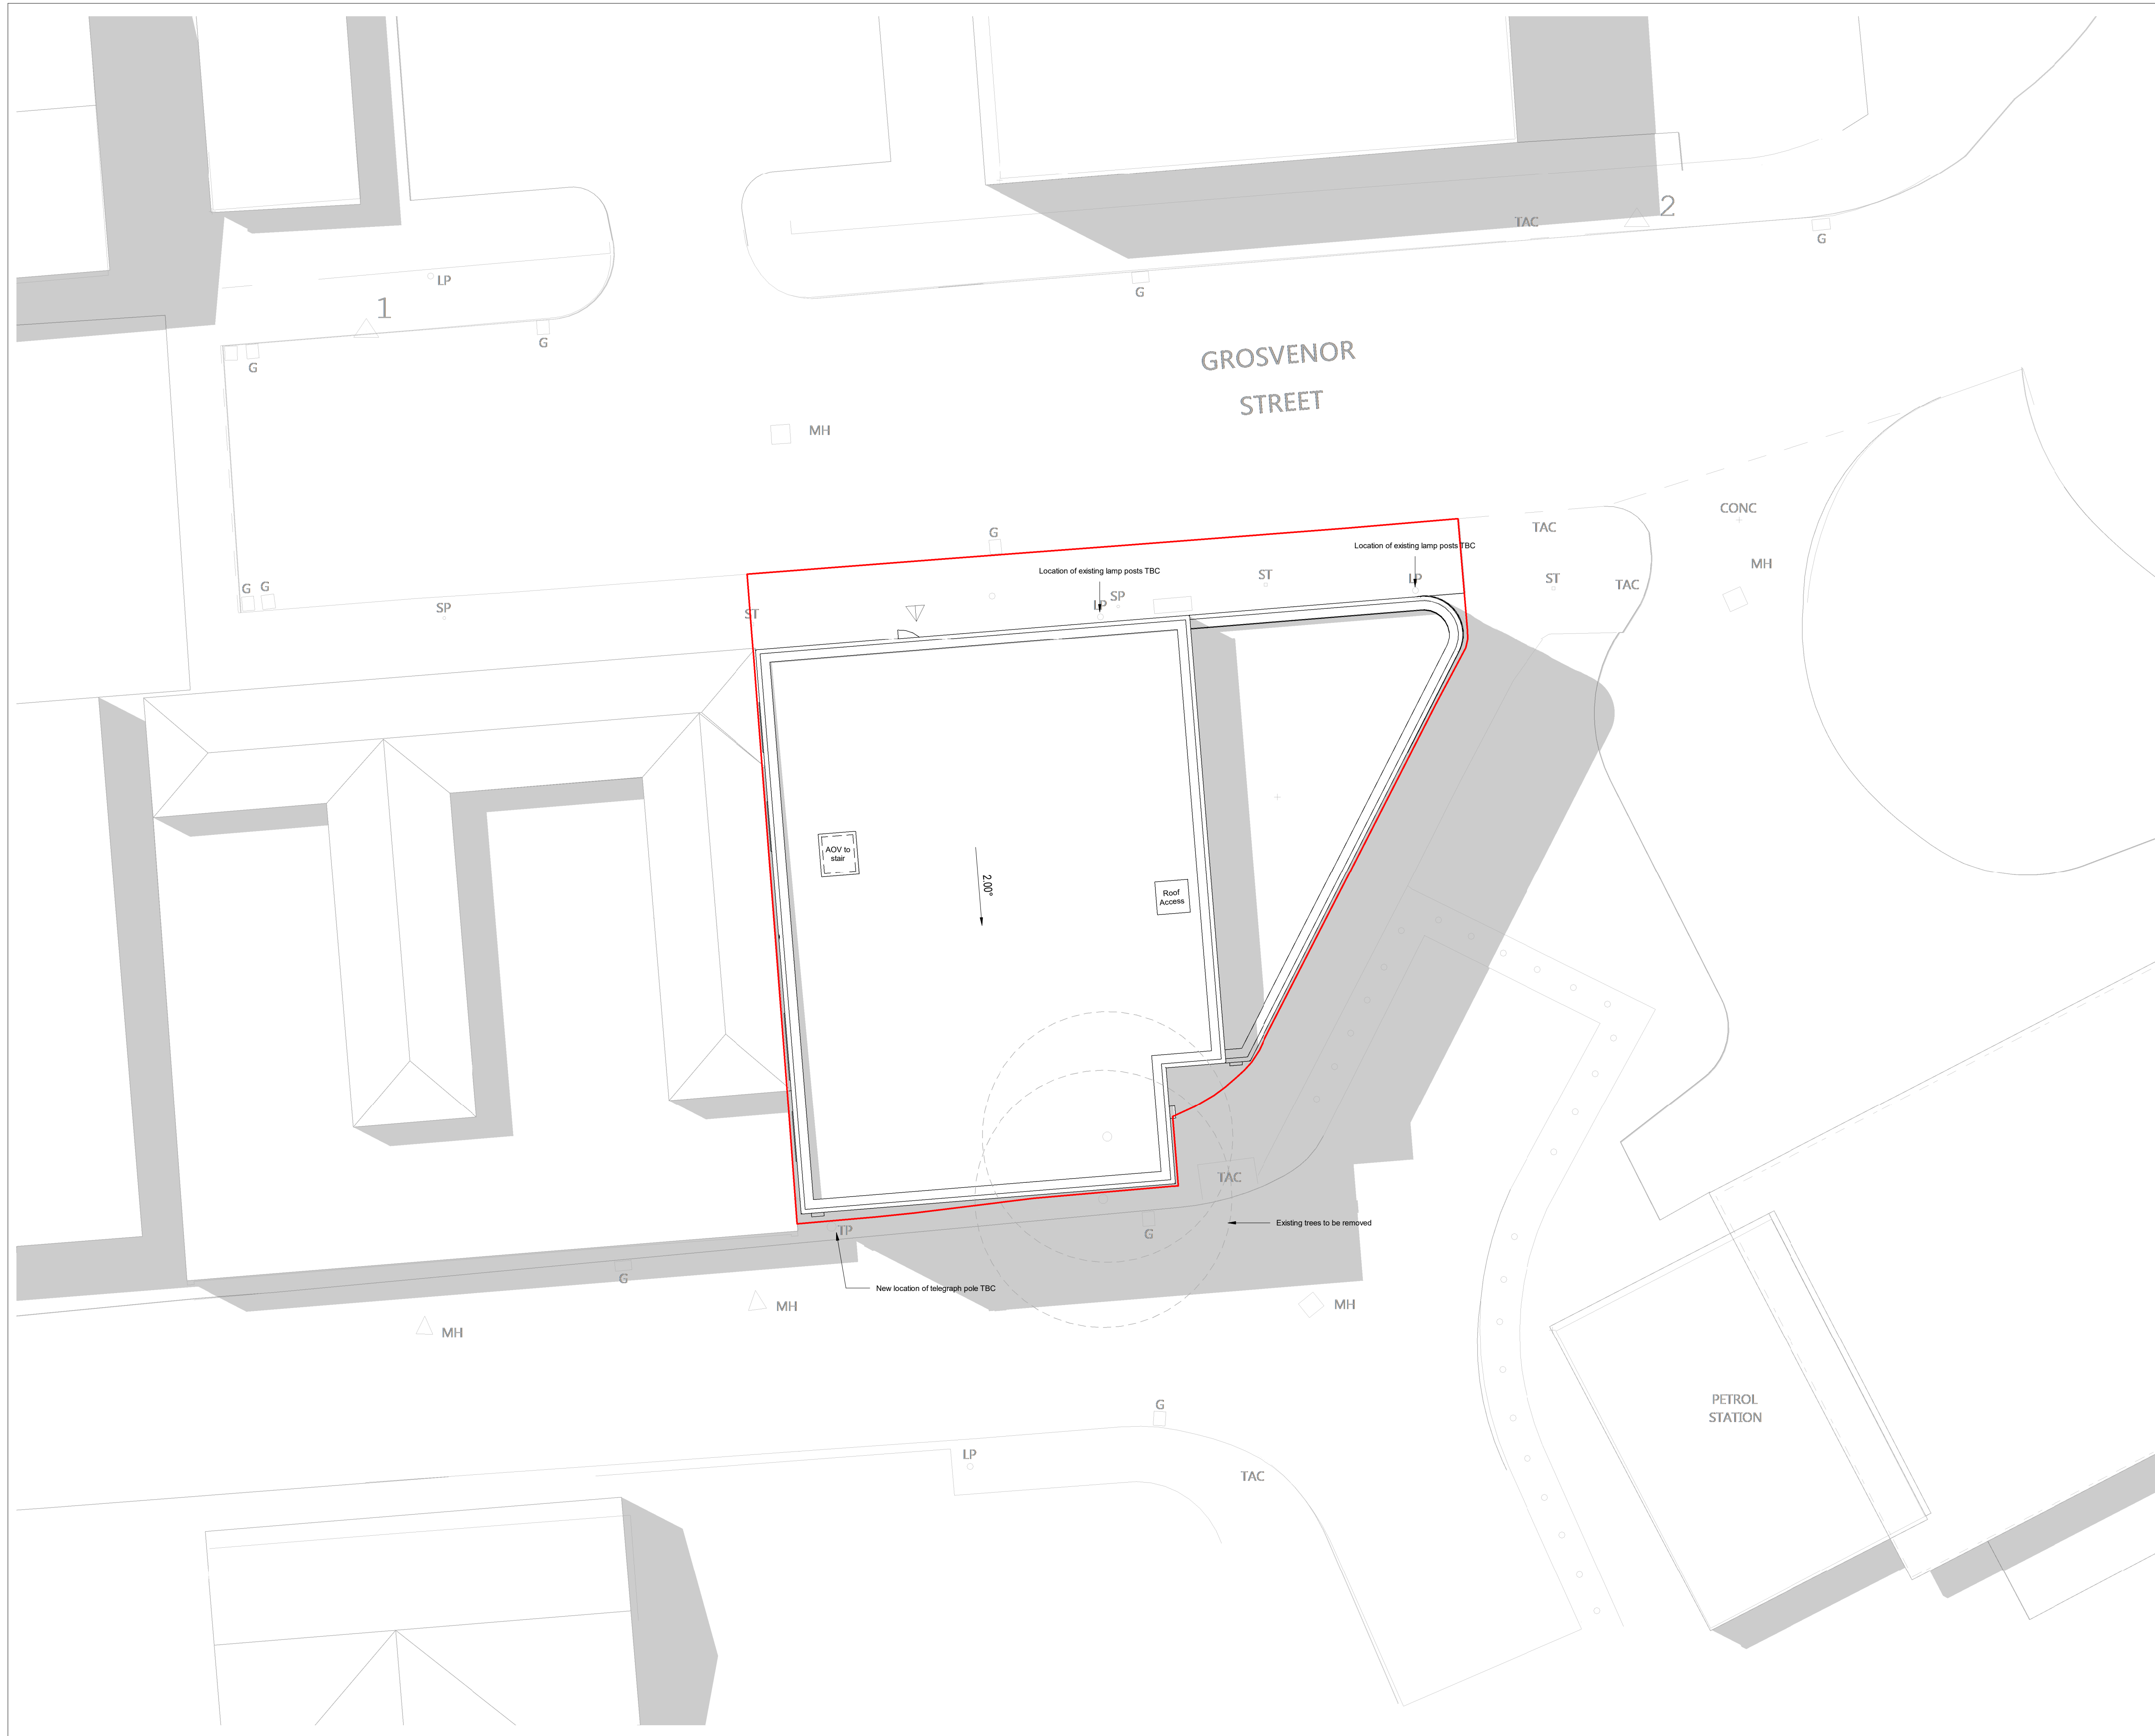 TAC
2
G
LP
1
G
G
G
GROSVENOR
STREET
MH
CONC
TAC
G
Location of existing lamp posts TBC
MH
Location of existing lamp posts TBC
ST
LP
ST
TAC
G G
SP
ST
LP
SP
AOV to
stair
2.00°
Roof
Access
TAC
TP
G
Existing trees to be removed
G
New location of telegraph pole TBC
MH
MH
MH
PETROL
STATION
G
LP
TAC